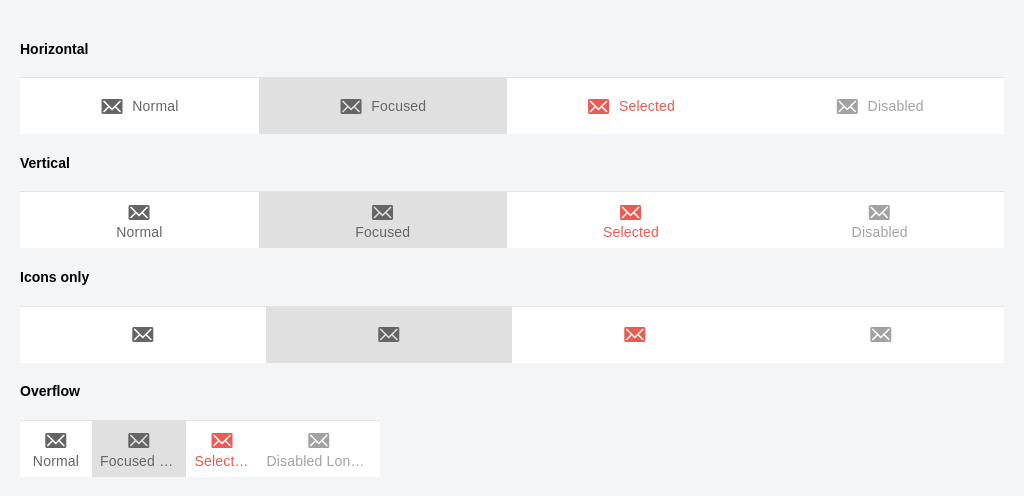 Horizontal
Normal Focused Selected Disabled
Vertical
Normal Focused Selected Disabled
Icons only
Overflow
Normal Focused … Select… Disabled Lon…